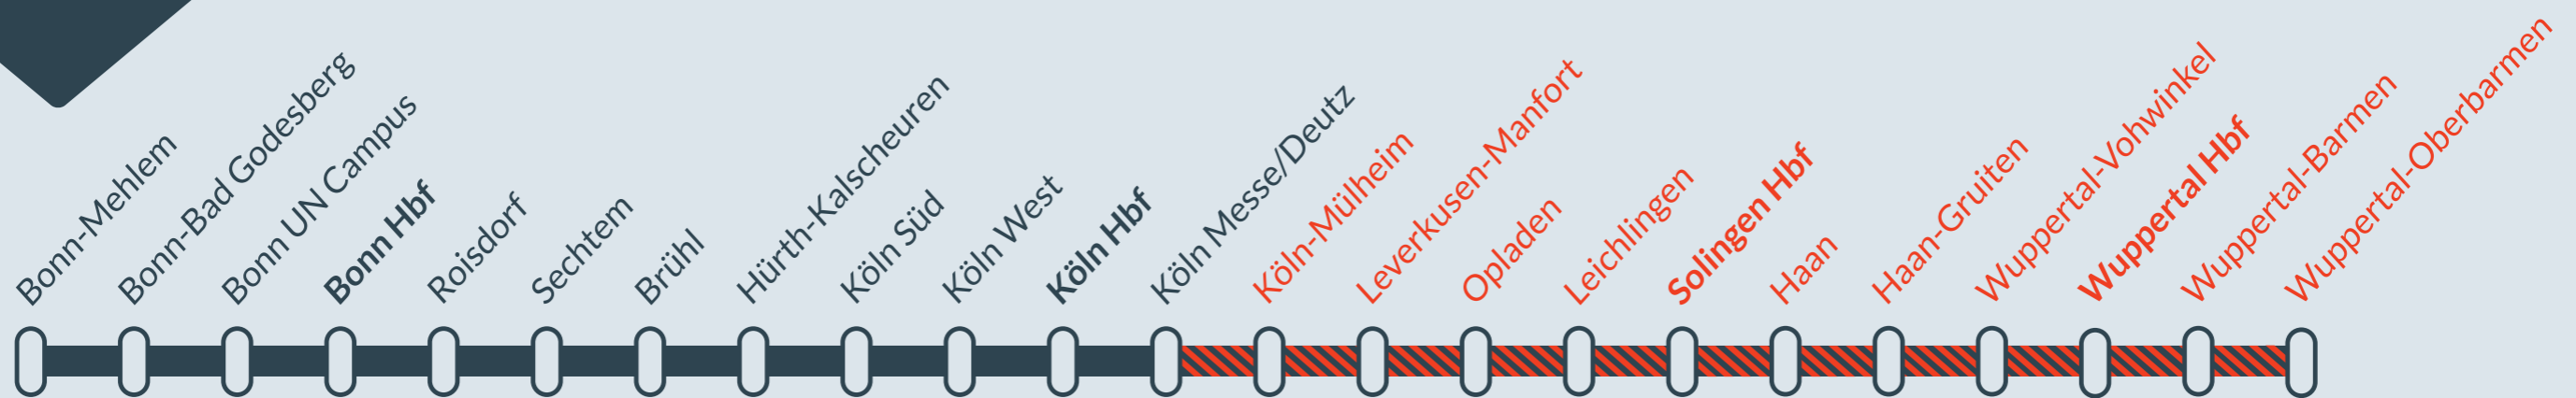 Bonn-Mehlem
Bonn-Bad Godesberg
Bonn UN Campus
Bonn Hbf
Roisdorf
Sechtem
Brühl
Hürth-Kalscheuren
Köln Süd
Köln West
Köln Hbf
Köln Messe/Deutz
Köln-Mülheim
Leverkusen-Manfort
Opladen
Leichlingen
Solingen Hbf
Haan
Haan-Gruiten
Wuppertal-Vohwinkel
Wuppertal Hbf
Wuppertal-Barmen
Wuppertal-Oberbarmen